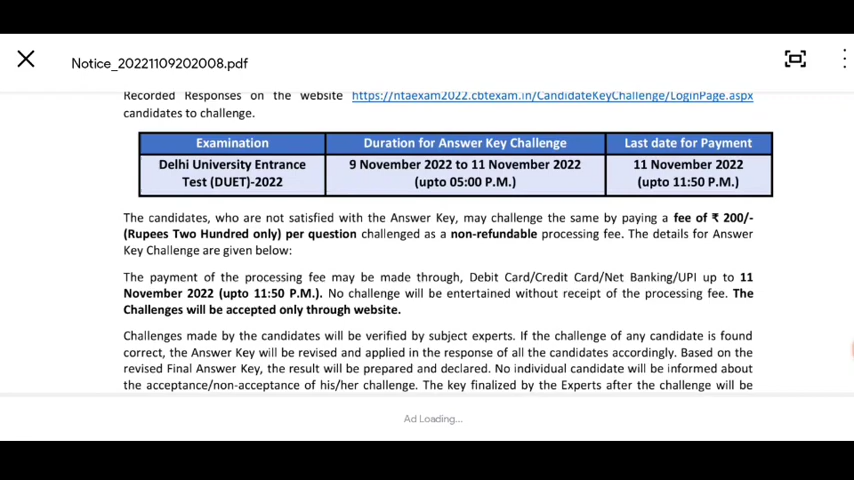 Notice_20221109202008.pdf
Recorded Responses on the website https://ntaexam2022.cbtexam.in/CandidateKeyChallenge/LoginPage.aspx
candidates to challenge.
Examination Duration for Answer Key Challenge Last date for Payment
Delhi University Entrance 9 November 2022 to 11 November 2022 11 November 2022
Test (DUET)-2022 (upto 05:00 P.M.) (upto 11:50 P.M.)
The candidates, who are not satisfied with the Answer Key, may challenge the same by paying a fee of ₹ 200/-
(Rupees Two Hundred only) per question challenged as a non-refundable processing fee. The details for Answer
Key Challenge are given below:
The payment of the processing fee may be made through, Debit Card/Credit Card/Net Banking/UPI up to 11
November 2022 (upto 11:50 P.M.). No challenge will be entertained without receipt of the processing fee. The
Challenges will be accepted only through website.
Challenges made by the candidates will be verified by subject experts. If the challenge of any candidate is found
correct, the Answer Key will be revised and applied in the response of all the candidates accordingly. Based on the
revised Final Answer Key, the result will be prepared and declared. No individual candidate will be informed about
the acceptance/non-acceptance of his/her challenge. The key finalized by the Experts after the challenge will be
Ad Loading...